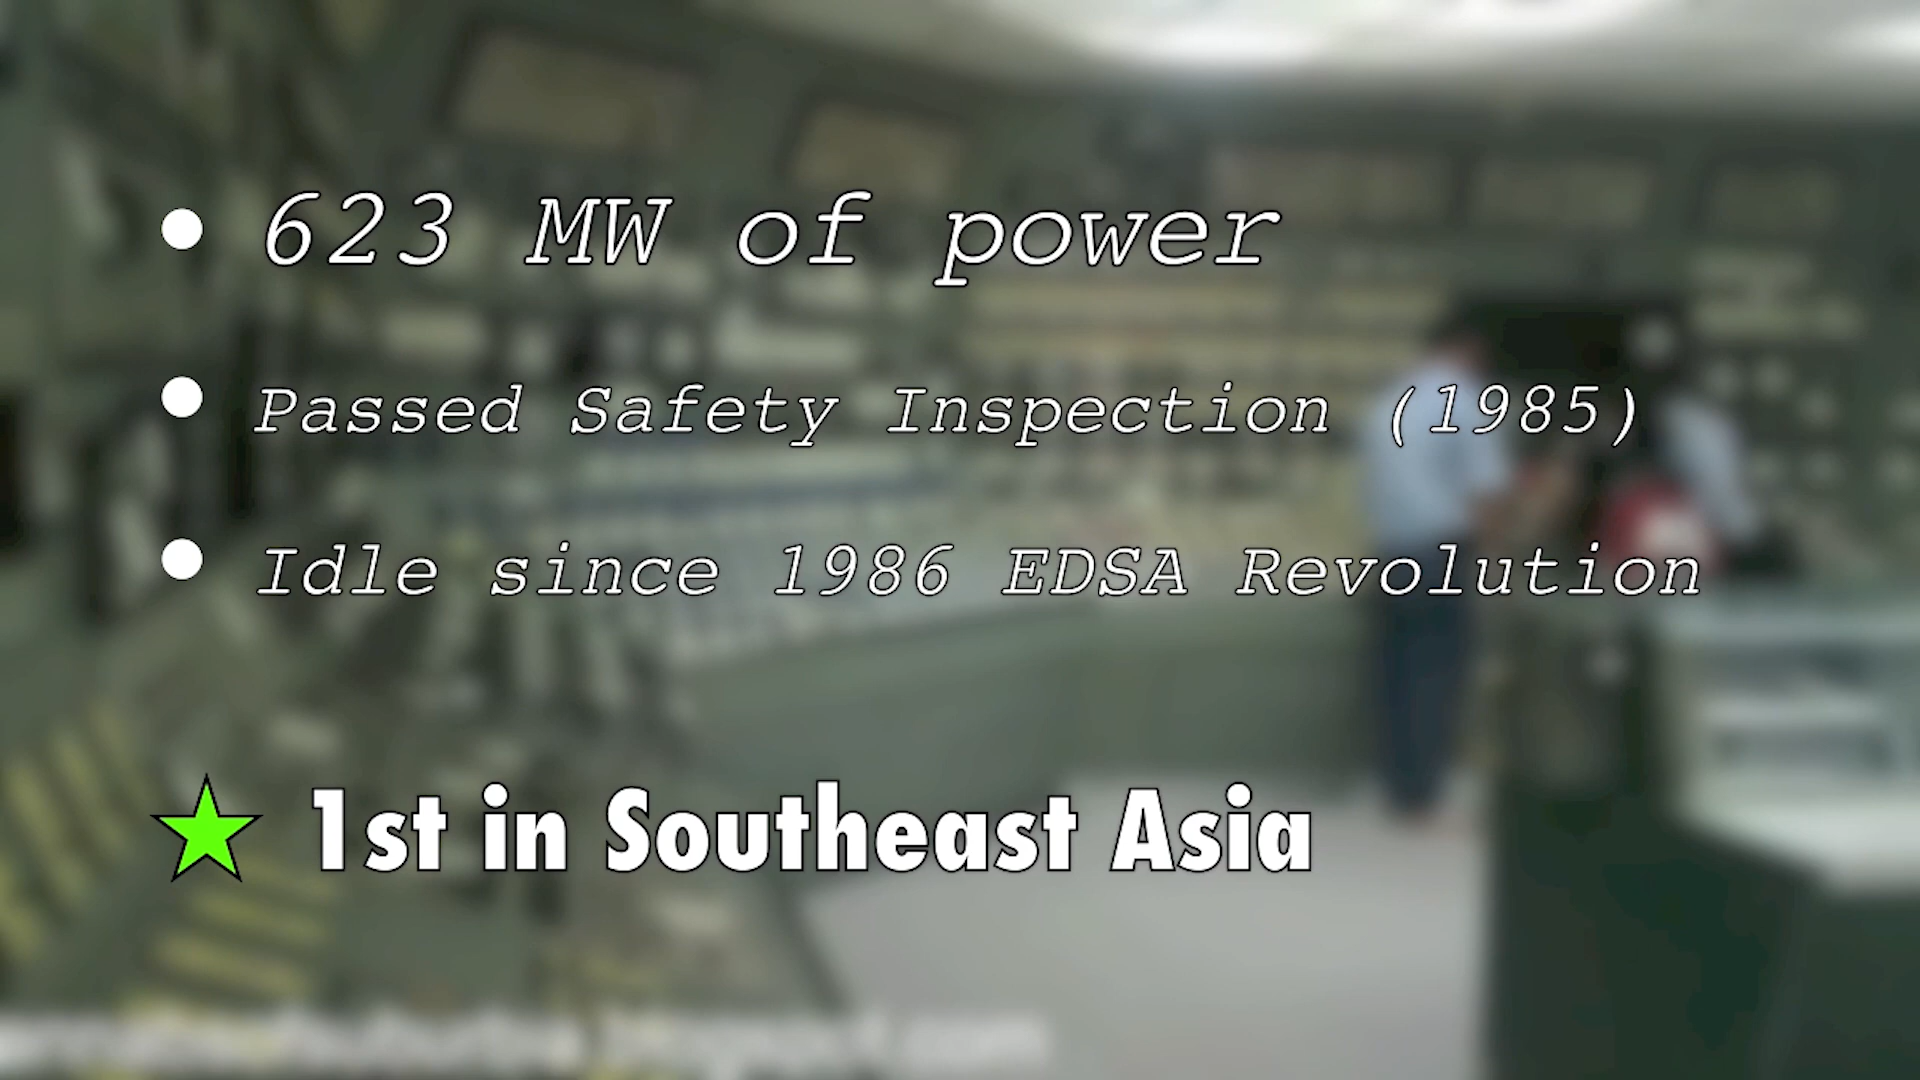 623 MW of power
Passed Safety Inspection (1985)
Idle since 1986 EDSA Revolution
1st in Southeast Asia